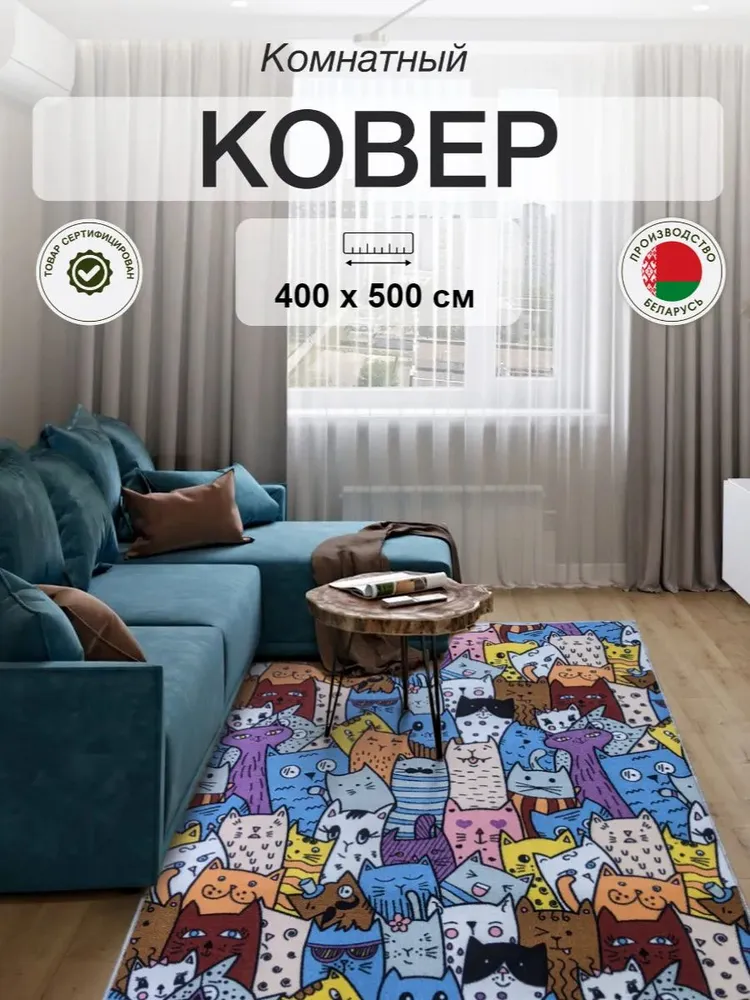 Комнатный
КОВЕР
ТОВАР СЕРТИФИЦИРОВАН
400 x 500 см
ПРОИЗВОДСТВО
БЕЛАРУСЬ